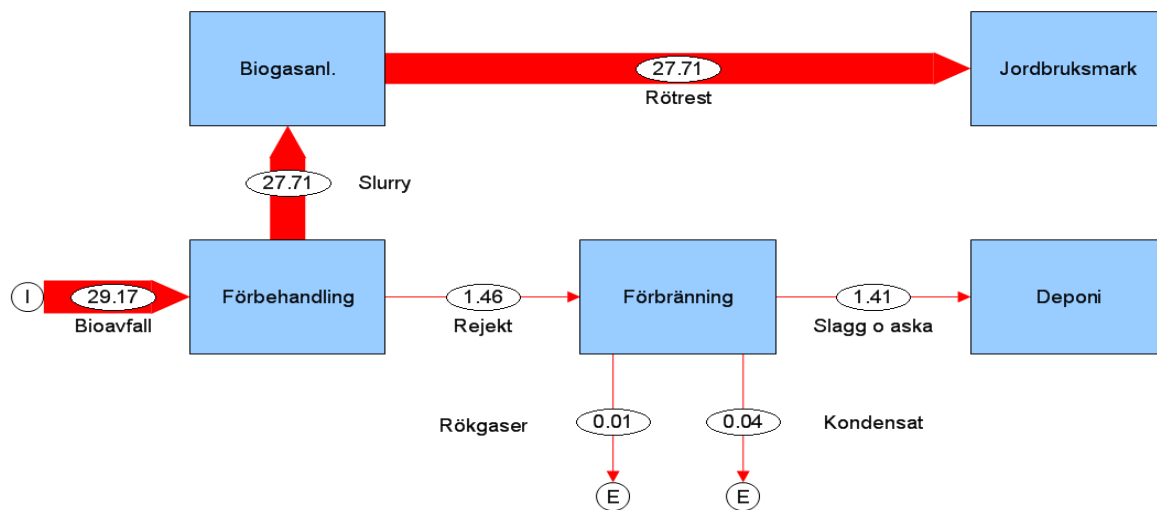 Biogasanl.
27.71
Rötrest
Jordbruksmark
27.71
Slurry
I
29.17
Bioavfall
Förbehandling
1.46
Rejekt
Förbränning
1.41
Slagg o aska
Deponi
Rökgaser
0.01
0.04
Kondensat
E
E